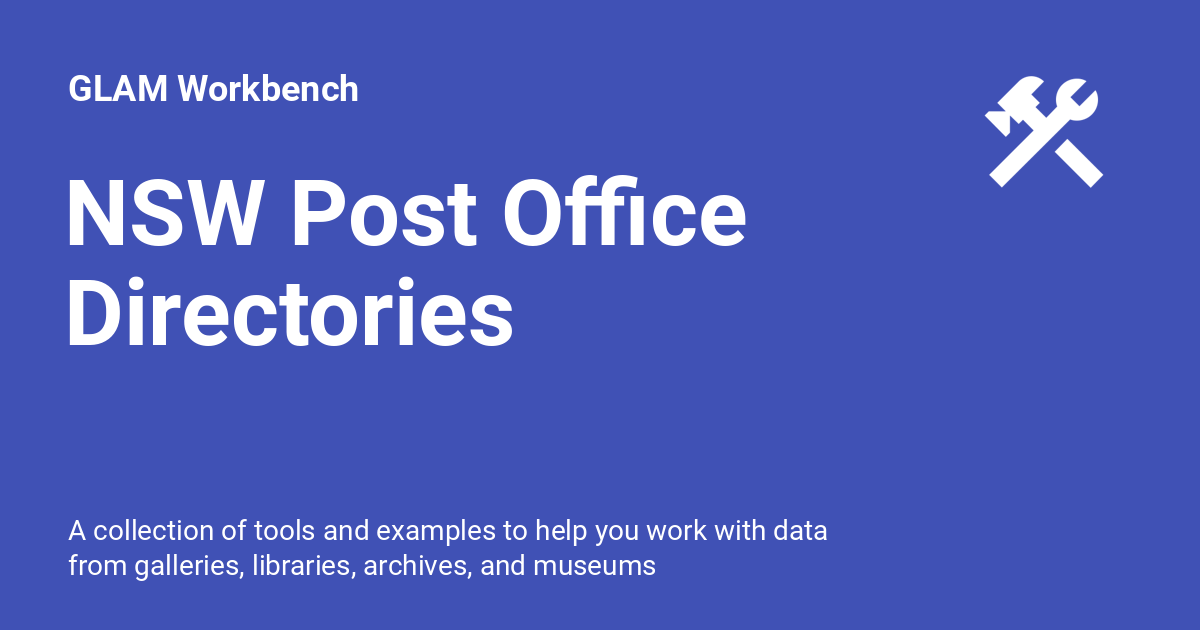 GLAM Workbench
NSW Post Office
Directories
A collection of tools and examples to help you work with data
from galleries, libraries, archives, and museums